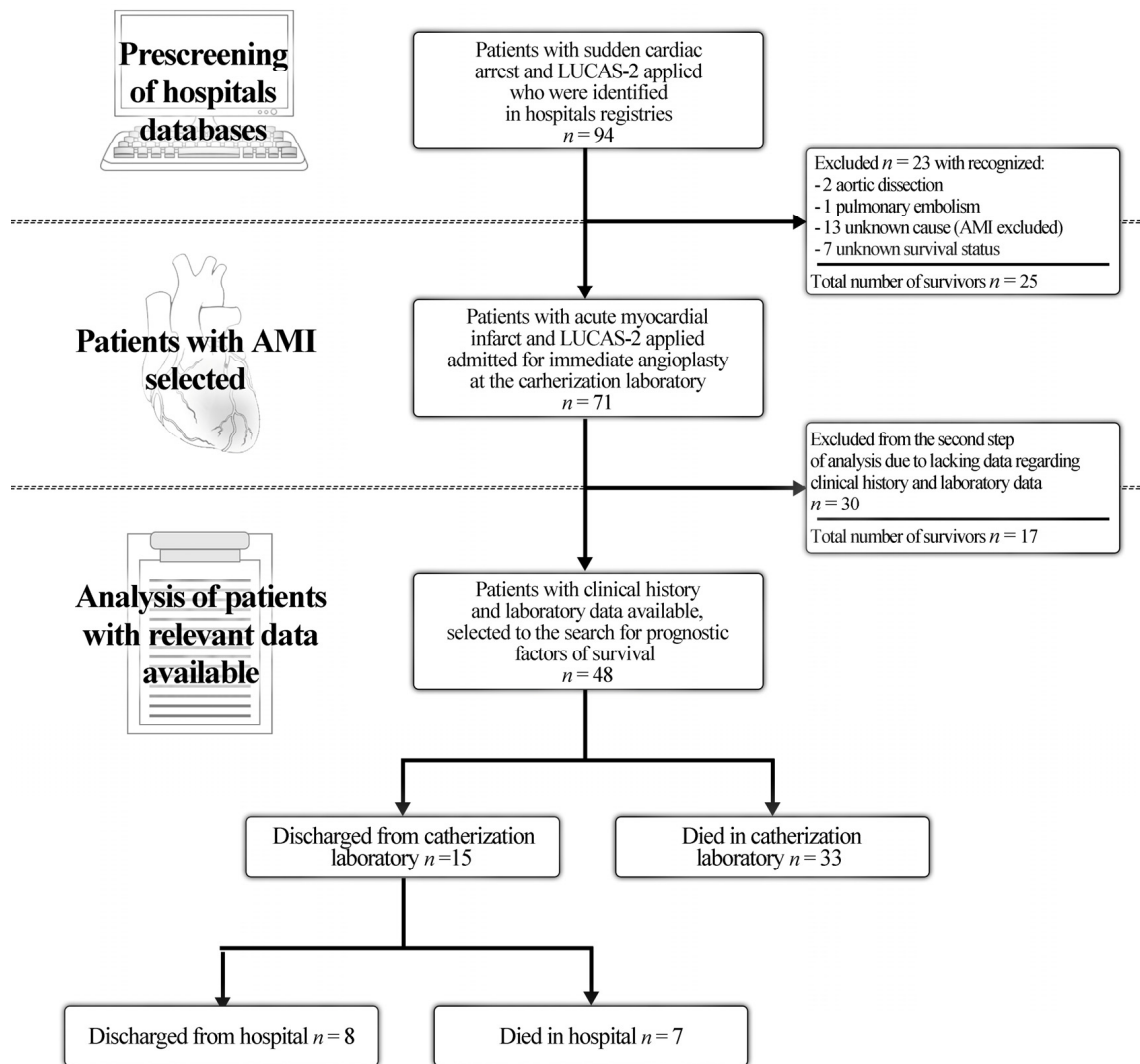 Prescreening
of hospitals
databases
Patients with sudden cardiac
arrest and LUCAS-2 applied
who were identified
in hospitals registries
n = 94
Excluded n = 23 with recognized:
- 2 aortic dissection
- 1 pulmonary embolism
- 13 unknown cause (AMI excluded)
- 7 unknown survival status
Total number of survivors n = 25
Patients with AMI
selected
Patients with acute myocardial
infarct and LUCAS-2 applied
admitted for immediate angioplasty
at the carherization laboratory
n = 71
Excluded from the second step
of analysis due to lacking data regarding
clinical history and laboratory data
n = 30
Total number of survivors n = 17
Analysis of patients
with relevant data
available
Patients with clinical history
and laboratory data available,
selected to the search for prognostic
factors of survival
n = 48
Discharged from catherization
laboratory n =15
Died in catherization
laboratory n = 33
Discharged from hospital n = 8
Died in hospital n = 7